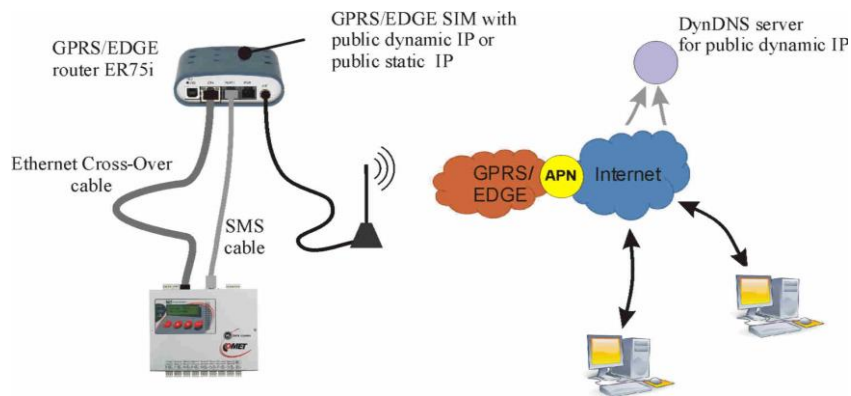 GPRS/EDGE
router ER75i
GPRS/EDGE SIM with
public dynamic IP or
public static IP
DynDNS server
for public dynamic IP
Ethernet Cross-Over
cable
SMS
cable
GPRS/
EDGE
APN
Internet
COMET